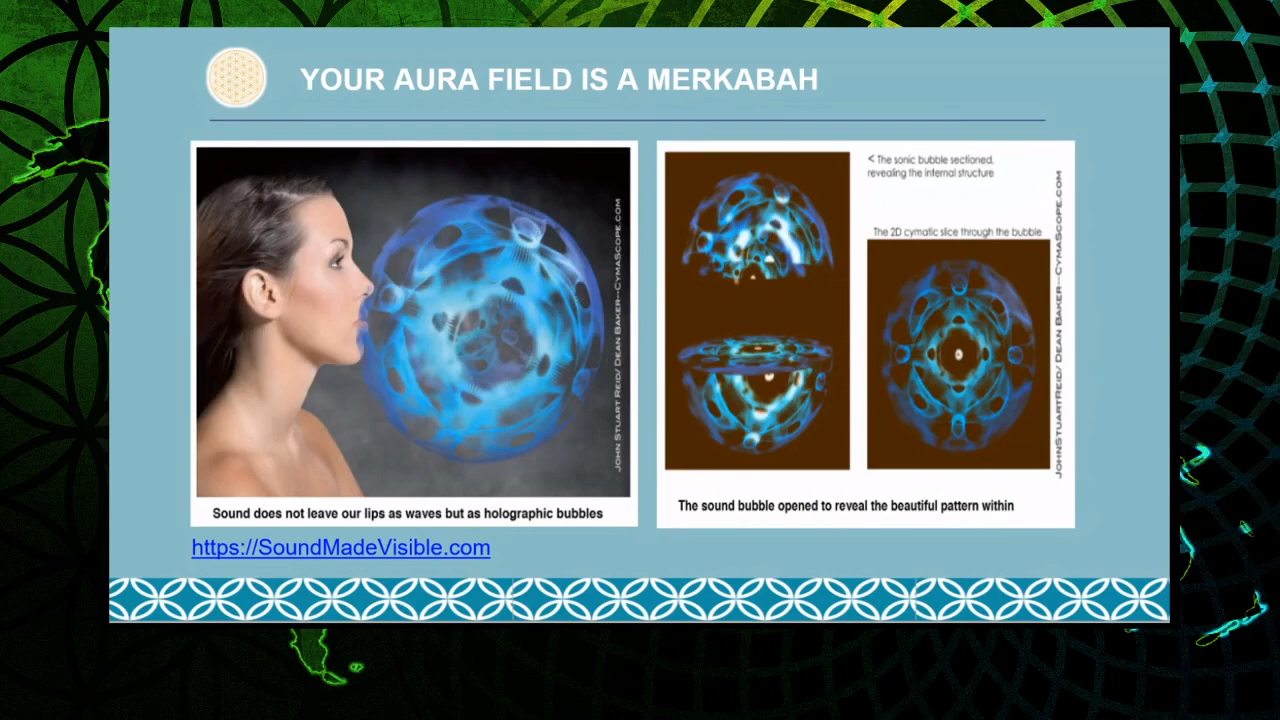 YOUR AURA FIELD IS A MERKABAH
JOHN STUART REID/ DEAN BAKER—CYMASCOPE.COM
Sound does not leave our lips as waves but as holographic bubbles
< The sonic bubble sectioned,
revealing the internal structure
The 2D cymatic slice through the bubble
JOHNSTUARTREID/ DEAN BAKER—CYMASCOPE.COM
The sound bubble opened to reveal the beautiful pattern within
https://SoundMadeVisible.com